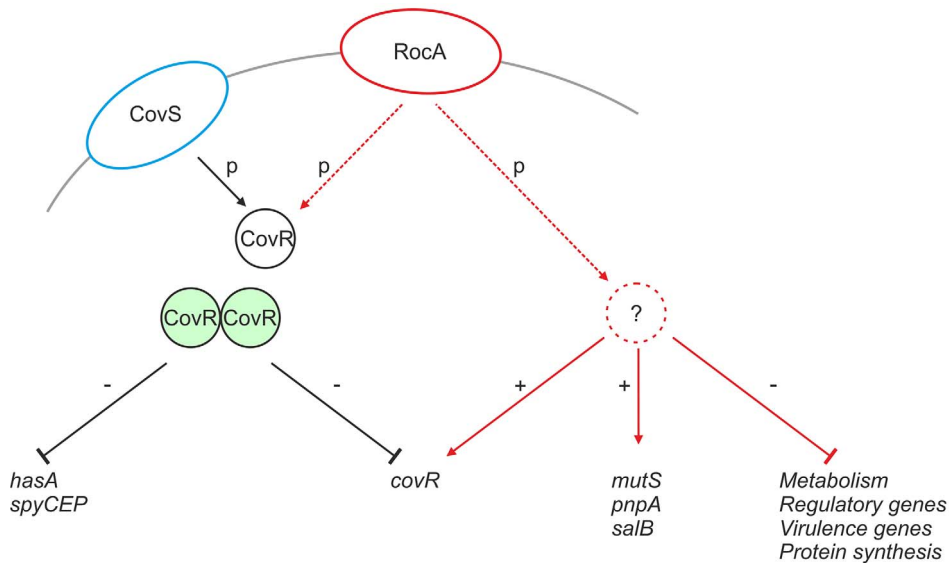 RocA
CovS
p
p
p
CovR
CovR
CovR
?
-
-
+
+
-
hasA
spyCEP
covR
mutS
pnpA
salB
Metabolism
Regulatory genes
Virulence genes
Protein synthesis